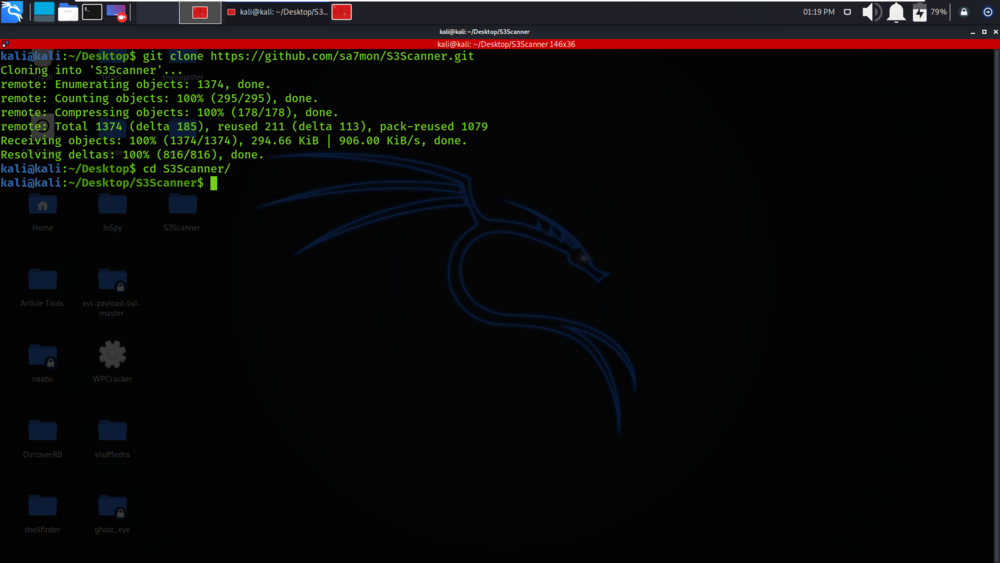 kali@kali: ~/Desktop/S3...
01:19 PM
79%
kali@kali: ~/Desktop/S3Scanner
kali@kali: ~/Desktop/S3Scanner 146x36
kali@kali:~/Desktop$ git clone https://github.com/sa7mon/S3Scanner.git
Cloning into 'S3Scanner'...
remote: Enumerating objects: 1374, done.
remote: Counting objects: 100% (295/295), done.
remote: Compressing objects: 100% (178/178), done.
remote: Total 1374 (delta 185), reused 211 (delta 113), pack-reused 1079
Receiving objects: 100% (1374/1374), 294.66 KiB | 906.00 KiB/s, done.
Resolving deltas: 100% (816/816), done.
kali@kali:~/Desktop$ cd S3Scanner/
kali@kali:~/Desktop/S3Scanner$
Home
InSpy
S3Scanner
Article Tools
xss-payload-list-
master
naabu
WPCracker
DircoverRB
shuffledns
shellfinder
ghost_eye